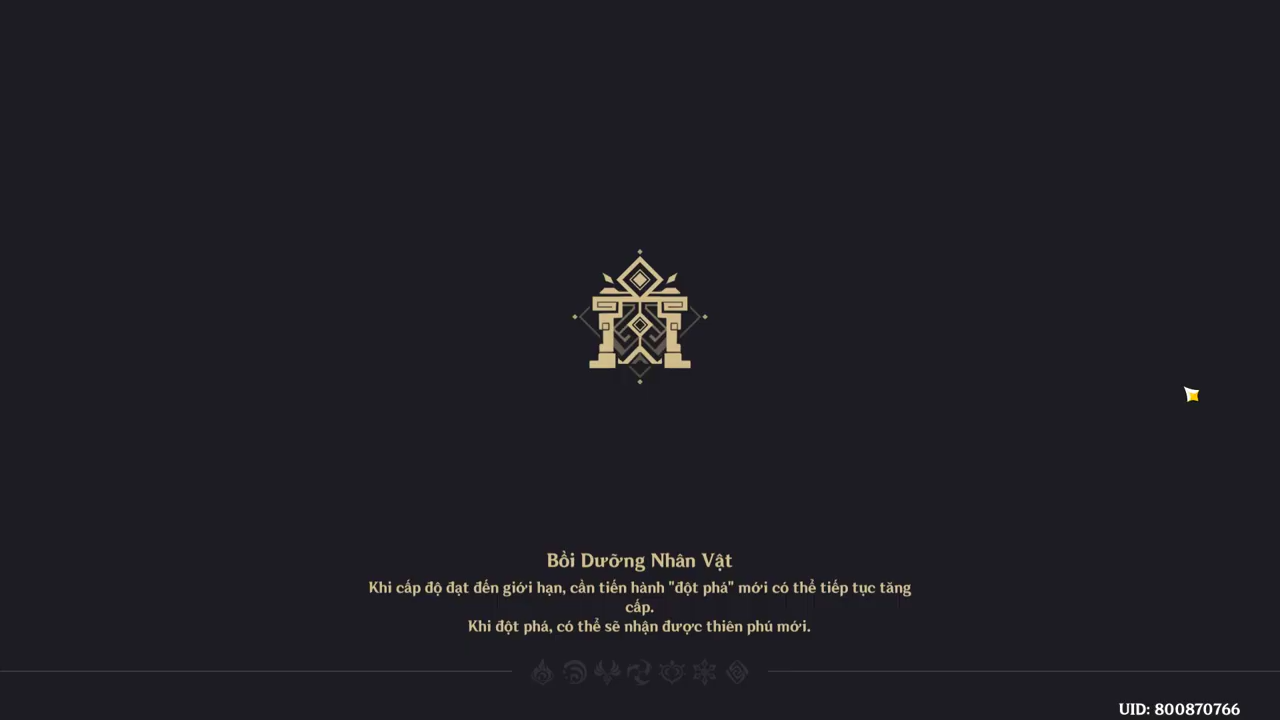 Bồi Dưỡng Nhân Vật
Khi cấp độ đạt đến giới hạn, cần tiến hành "đột phá" mới có thể tiếp tục tăng
cấp.
Khi đột phá, có thể sẽ nhận được thiên phú mới.
UID: 800870766